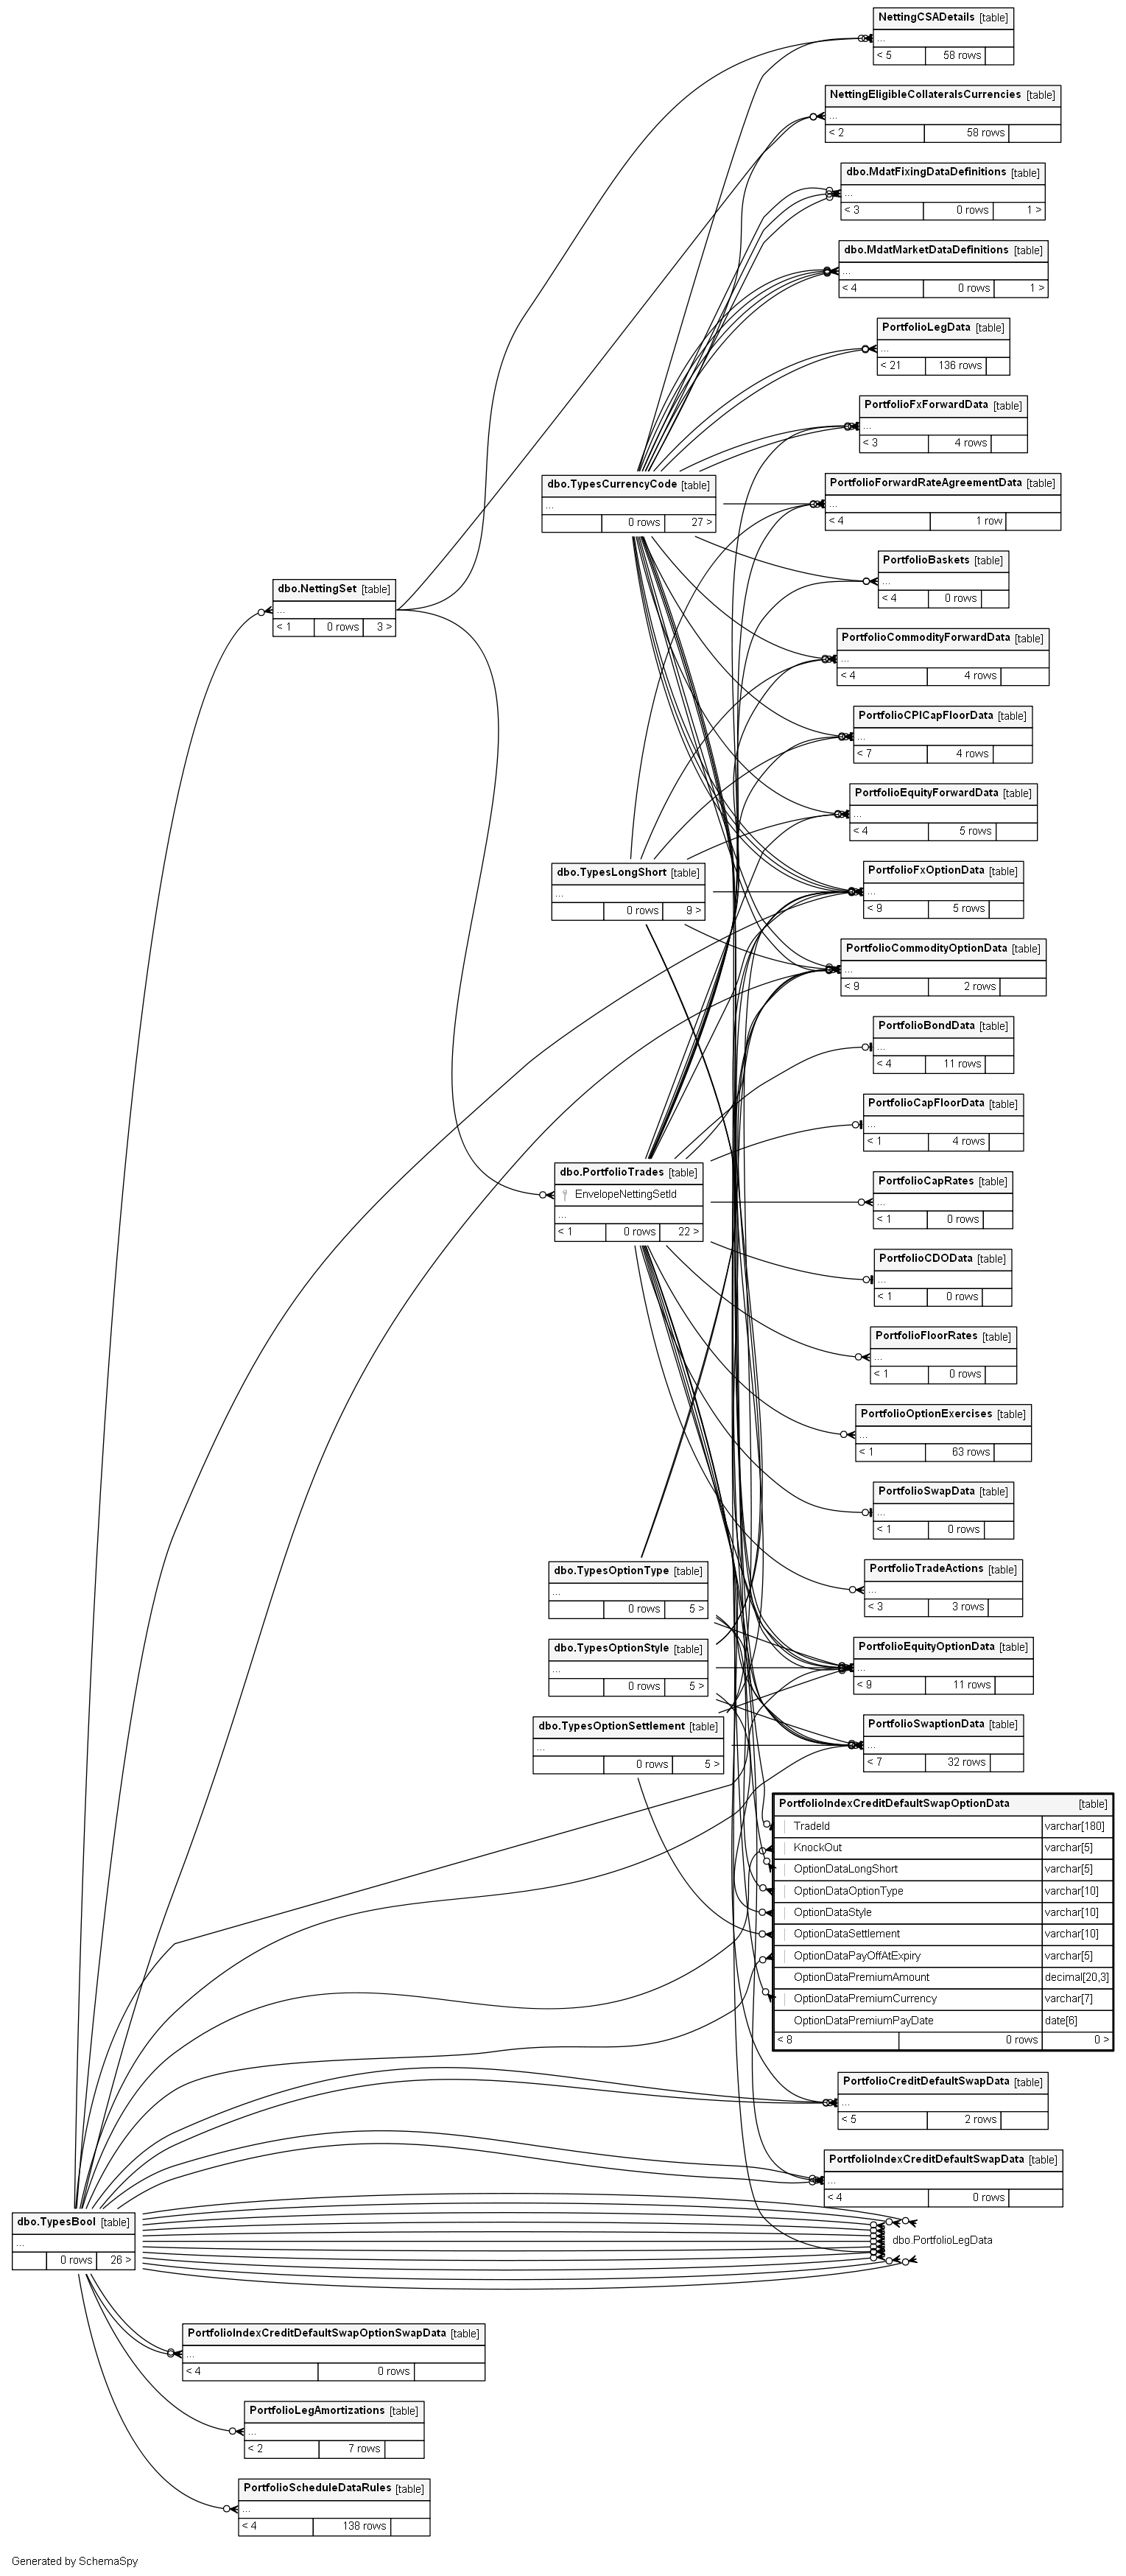 NettingCSADetails [table]
...
< 5 58 rows
NettingEligibleCollateralsCurrencies [table]
...
< 2 58 rows
dbo.MdatFixingDataDefinitions [table]
...
< 3 0 rows 1 >
dbo.MdatMarketDataDefinitions [table]
...
< 4 0 rows 1 >
PortfolioLegData [table]
...
< 21 136 rows
PortfolioFxForwardData [table]
...
< 3 4 rows
dbo.TypesCurrencyCode [table]
...
0 rows 27 >
PortfolioForwardRateAgreementData [table]
...
< 4 1 row
PortfolioBaskets [table]
...
< 4 0 rows
dbo.NettingSet [table]
...
< 1 0 rows 3 >
PortfolioCommodityForwardData [table]
...
< 4 4 rows
PortfolioCPICapFloorData [table]
...
< 7 4 rows
PortfolioEquityForwardData [table]
...
< 4 5 rows
dbo.TypesLongShort [table]
...
0 rows 9 >
PortfolioFxOptionData [table]
...
< 9 5 rows
PortfolioCommodityOptionData [table]
...
< 9 2 rows
PortfolioBondData [table]
...
< 4 11 rows
PortfolioCapFloorData [table]
...
< 1 4 rows
dbo.PortfolioTrades [table]
EnvelopeNettingSetId
...
< 1 0 rows 22 >
PortfolioCapRates [table]
...
< 1 0 rows
PortfolioCDOData [table]
...
< 1 0 rows
PortfolioFloorRates [table]
...
< 1 0 rows
PortfolioOptionExercises [table]
...
< 1 63 rows
PortfolioSwapData [table]
...
< 1 0 rows
dbo.TypesOptionType [table]
...
0 rows 5 >
PortfolioTradeActions [table]
...
< 3 3 rows
dbo.TypesOptionStyle [table]
...
0 rows 5 >
PortfolioEquityOptionData [table]
...
< 9 11 rows
dbo.TypesOptionSettlement [table]
...
0 rows 5 >
PortfolioSwaptionData [table]
...
< 7 32 rows
PortfolioIndexCreditDefaultSwapOptionData [table]
TradeId varchar[180]
KnockOut varchar[5]
OptionDataLongShort varchar[5]
OptionDataOptionType varchar[10]
OptionDataStyle varchar[10]
OptionDataSettlement varchar[10]
OptionDataPayOffAtExpiry varchar[5]
OptionDataPremiumAmount decimal[20,3]
OptionDataPremiumCurrency varchar[7]
OptionDataPremiumPayDate date[6]
< 8 0 rows 0 >
PortfolioCreditDefaultSwapData [table]
...
< 5 2 rows
PortfolioIndexCreditDefaultSwapData [table]
...
< 4 0 rows
dbo.TypesBool [table]
...
0 rows 26 >
dbo.PortfolioLegData
PortfolioIndexCreditDefaultSwapOptionSwapData [table]
...
< 4 0 rows
PortfolioLegAmortizations [table]
...
< 2 7 rows
PortfolioScheduleDataRules [table]
...
< 4 138 rows
Generated by SchemaSpy